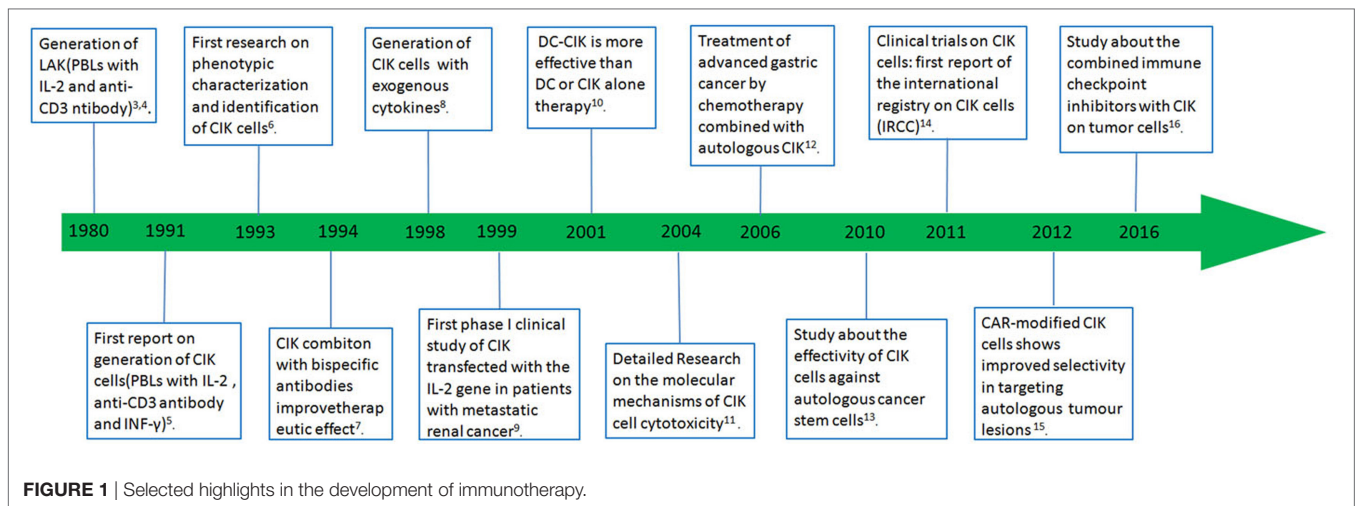 Generation of
LAK(PBLs with
IL-2 and anti-
CD3 ntibody)3,4.
First research on
phenotypic
characterization
and identification
of CIK cells6.
Generation of
CIK cells with
exogenous
cytokines8.
DC-CIK is more
effective than
DC or CIK alone
therapy10.
Treatment of
advanced gastric
cancer by
chemotherapy
combined with
autologous CIK12.
Clinical trials on CIK
cells: first report of
the international
registry on CIK cells
(IRCC)14.
Study about the
combined immune
checkpoint
inhibitors with CIK
on tumor cells16.
1980 1991 1993 1994 1998 1999 2001 2004 2006 2010 2011 2012 2016
First report on
generation of CIK
cells(PBLs with IL-2 ,
anti-CD3 antibody
and INF-γ)5.
CIK combiton
with bispecific
antibodies
improvetherap
eutic effect7.
First phase I clinical
study of CIK
transfected with the
IL-2 gene in patients
with metastatic
renal cancer9.
Detailed Research
on the molecular
mechanisms of CIK
cell cytotoxicity11.
Study about the
effectivity of CIK
cells against
autologous cancer
stem cells13.
CAR-modified CIK
cells shows
improved selectivity
in targeting
autologous tumour
lesions 15.
FIGURE 1 | Selected highlights in the development of immunotherapy.